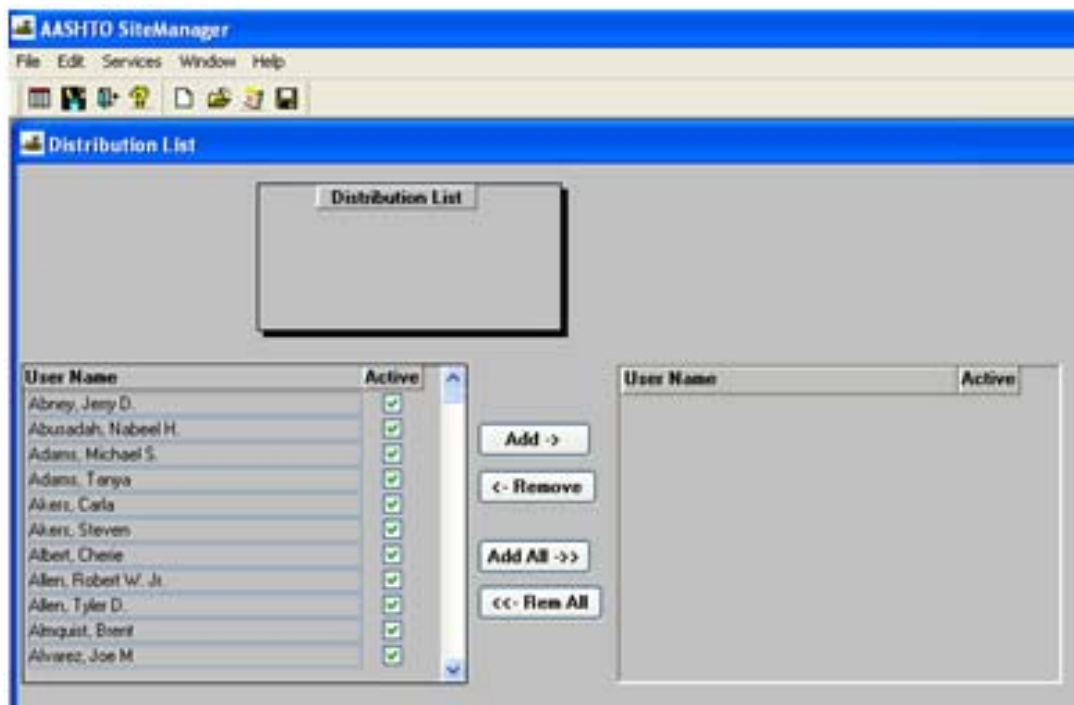 AASHTO SiteManager
File Edit Services Window Help
Distribution List
Distribution List
User Name Active
Abney, Jerry D.
Abusadah, Nabeel H.
Adams, Michael S.
Adams, Tanya
Akers, Carla
Akers, Steven
Albert, Cherie
Allen, Robert W. Jr.
Allen, Tyler D.
Almquist, Brent
Alvarez, Joe M
Add ->
<- Remove
Add All ->>
<<- Rem All
User Name Active